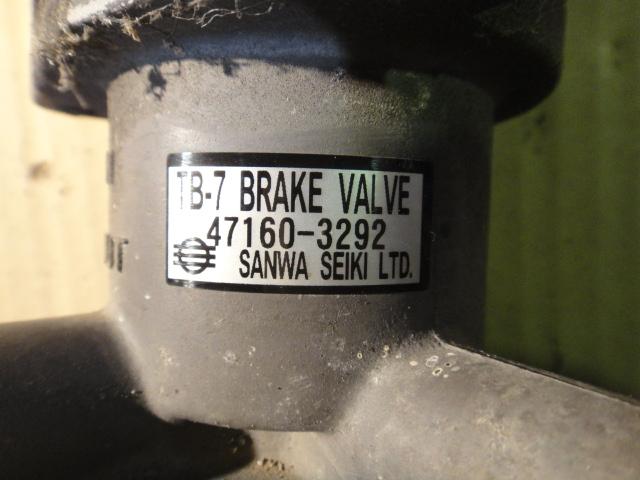 TB-7 BRAKE VALVE
47160-3292
SANWA SEIKI LTD.